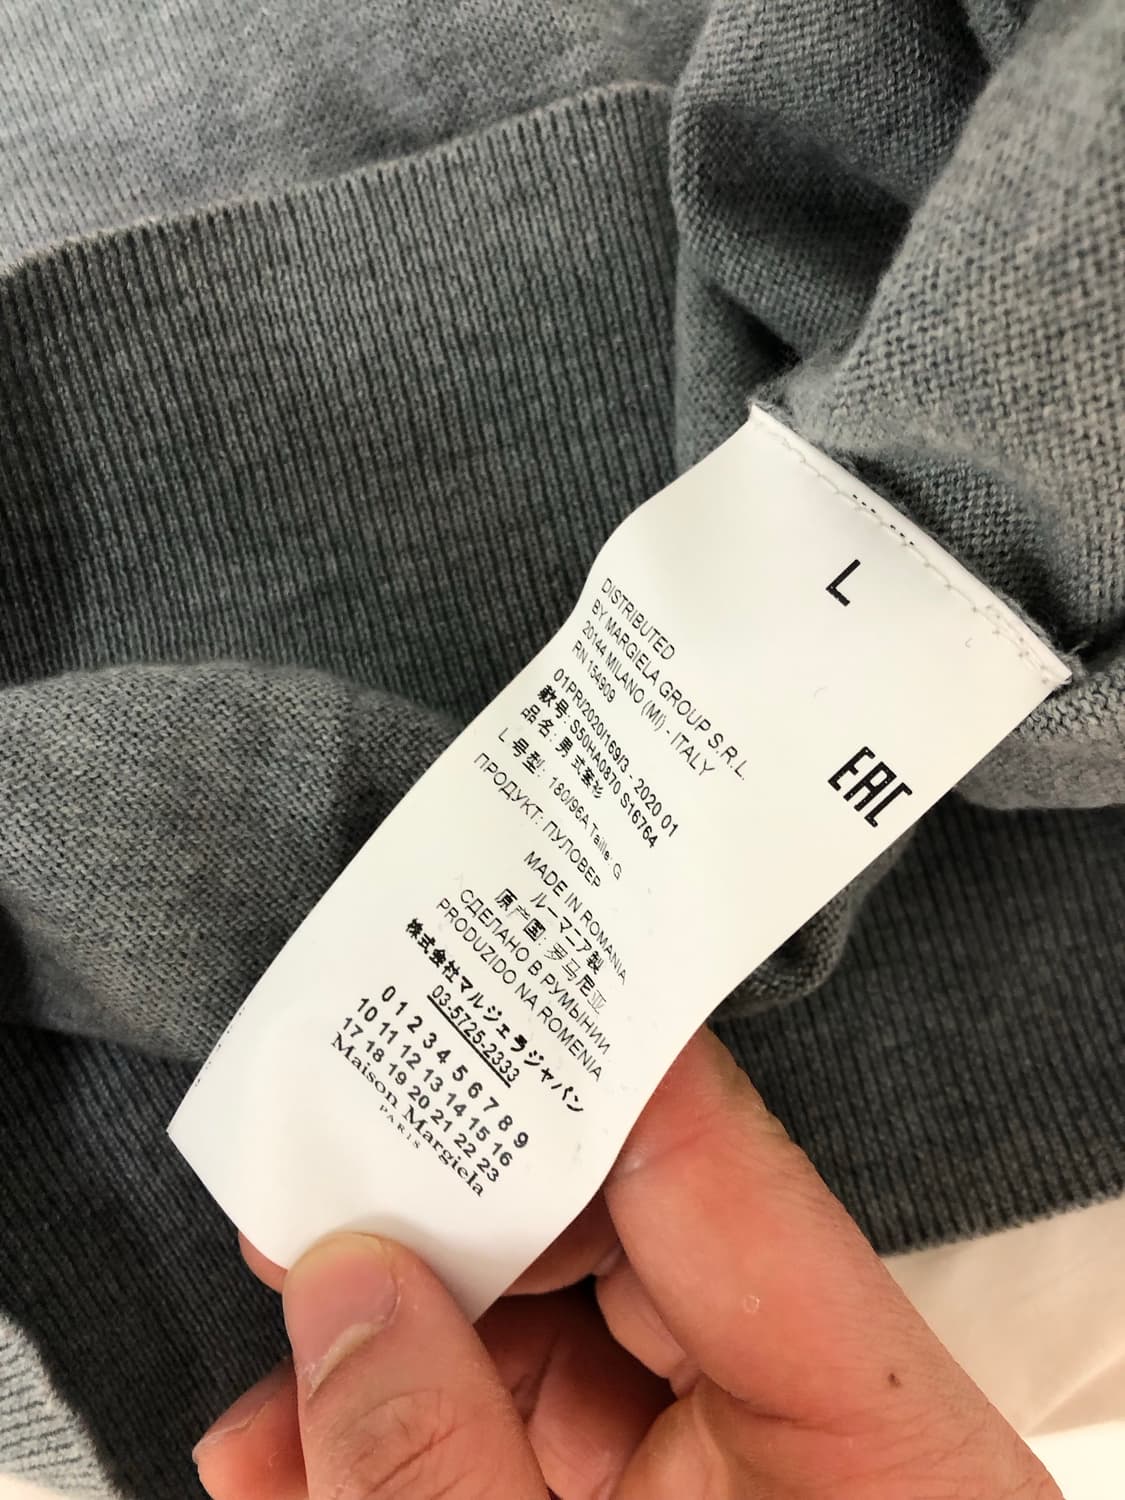 L
DISTRIBUTED
BY MARGIELA GROUP S.R.L.
20144 MILANO (MI) - ITALY
RN 154909
EAC
01PRI/2020/169/3 - 2020 01
款号: S50HA0870 S16764
品名: 男式套衫
L 号型: 180/96A Taille: G
ПРОДУКТ: ПУЛОВЕР
MADE IN ROMANIA
ルーマニア製
原产国: 罗马尼亚
СДЕЛАНО В РУМЫНИИ
PRODUZIDO NA ROMENIA
株式会社マルジェラジャパン
03-5725-2333
0 1 2 3 4 5 6 7 8 9
10 11 12 13 14 15 16
17 18 19 20 21 22 23
Maison Margiela
PARIS